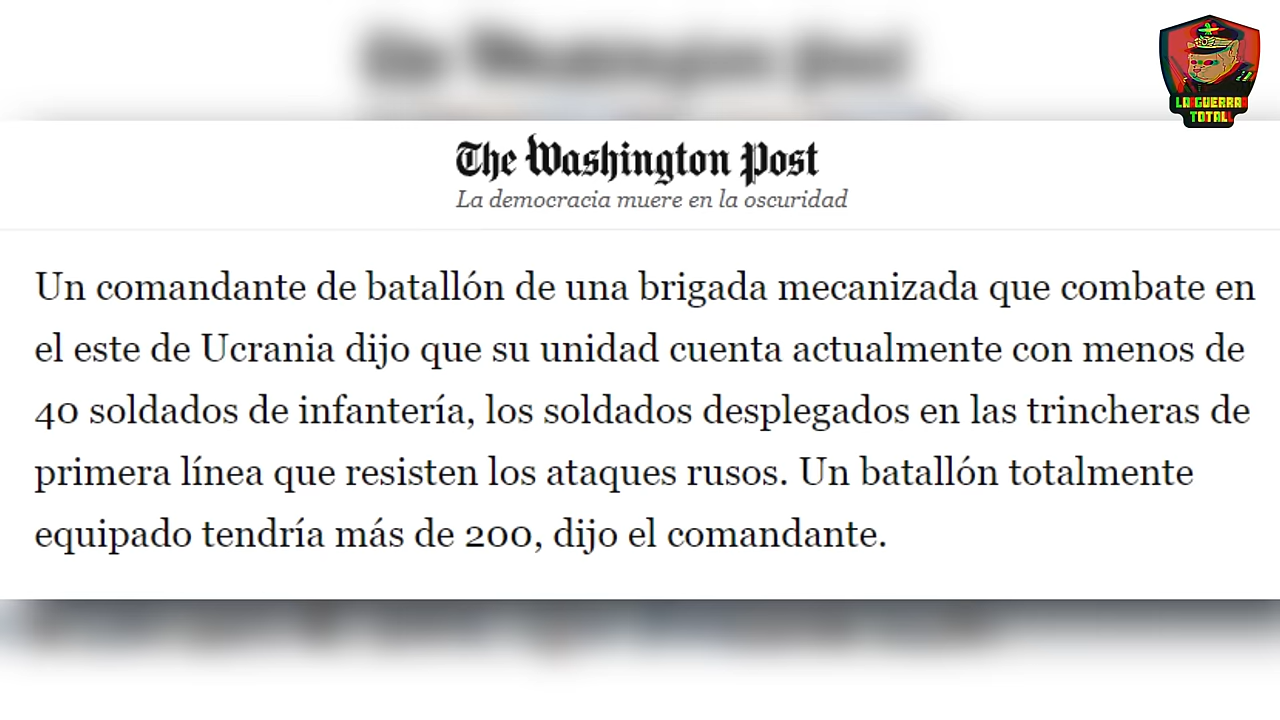 LA GUERRA
TOTAL
The Washington Post
La democracia muere en la oscuridad
Un comandante de batallón de una brigada mecanizada que combate en
el este de Ucrania dijo que su unidad cuenta actualmente con menos de
40 soldados de infantería, los soldados desplegados en las trincheras de
primera línea que resisten los ataques rusos. Un batallón totalmente
equipado tendría más de 200, dijo el comandante.